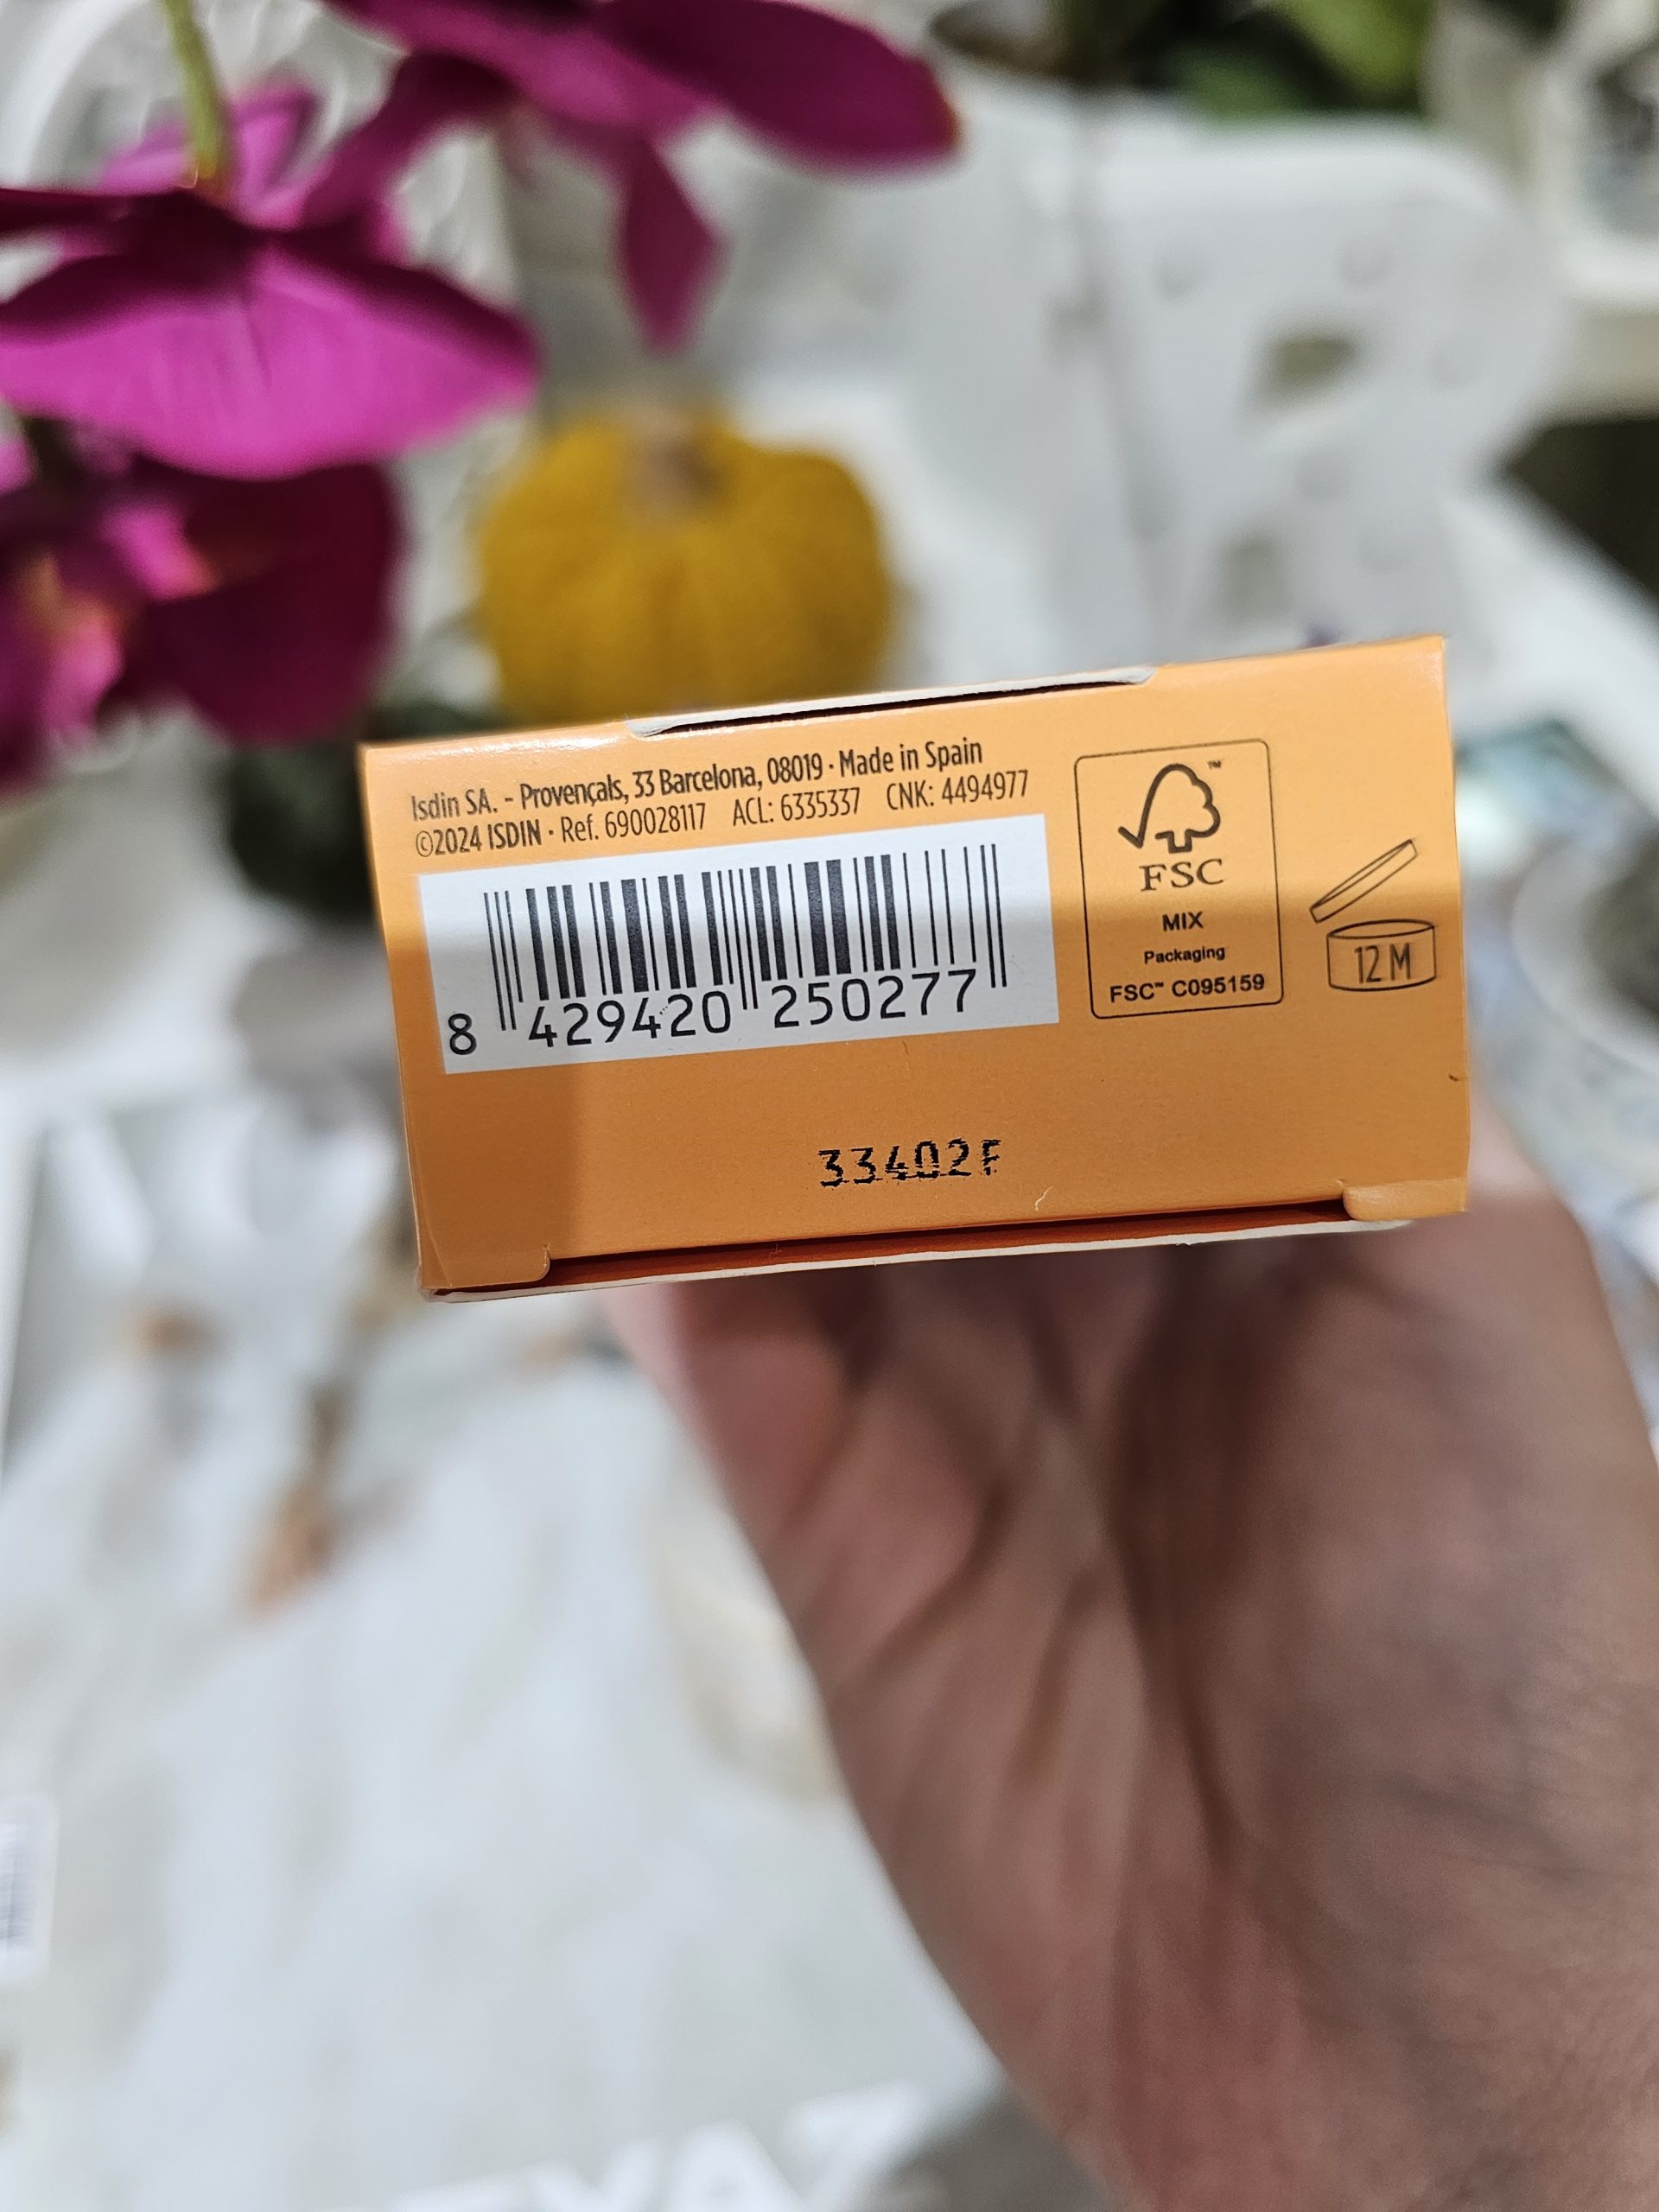 Isdin SA. - Provençals, 33 Barcelona, 08019 · Made in Spain
©2024 ISDIN · Ref. 690028117 ACL: 6335337 CNK: 4494977
8 429420 250277
FSC™
MIX
Packaging
FSC™ C095159
12 M
33402F